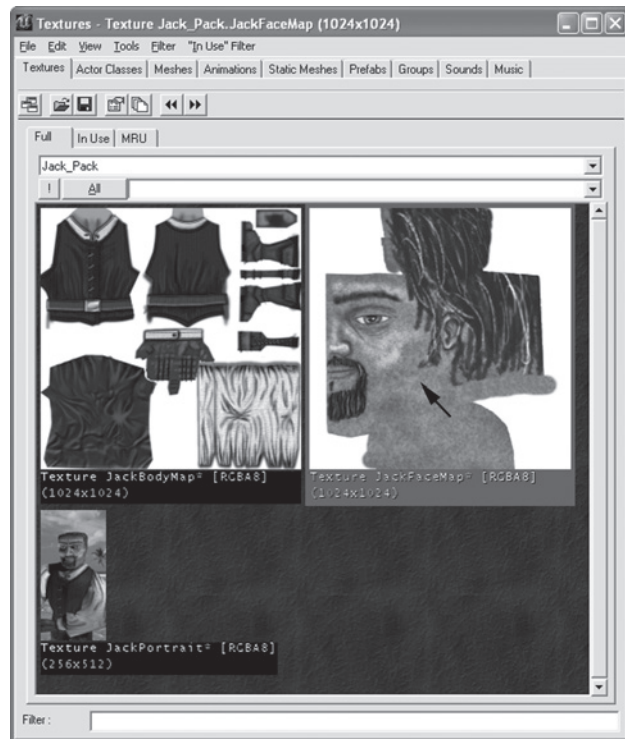 Textures - Texture Jack_Pack.JackFaceMap (1024x1024)
File Edit View Tools Filter "In Use" Filter
Textures Actor Classes Meshes Animations Static Meshes Prefabs Groups Sounds Music
Full In Use MRU
Jack_Pack
! All
Texture JackBodyMap* [RGBA8]
(1024x1024)
Texture JackFaceMap* [RGBA8]
(1024x1024)
Texture JackPortrait* [RGBA8]
(256x512)
Filter :